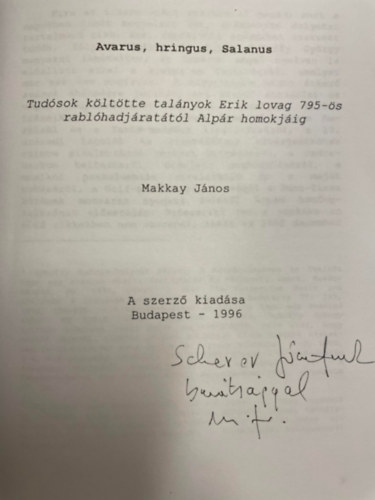 Avarus, hringus, Salanus
Tudósok költötte talányok Erik lovag 795-ös
rablóhadjáratától Alpár homokjáig
Makkay János
A szerző kiadása
Budapest - 1996
Scherer Józsefnek
barátsággal
M. J.